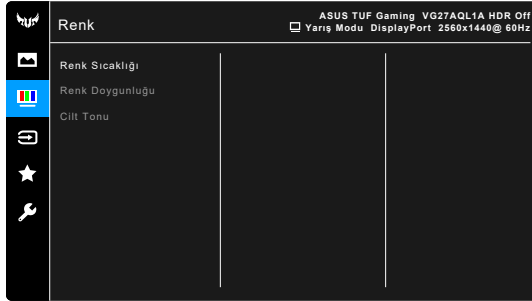 Renk
ASUS TUF Gaming VG27AQL1A HDR Off
Yarış Modu DisplayPort 2560x1440@ 60Hz
Renk Sıcaklığı
Renk Doygunluğu
Cilt Tonu